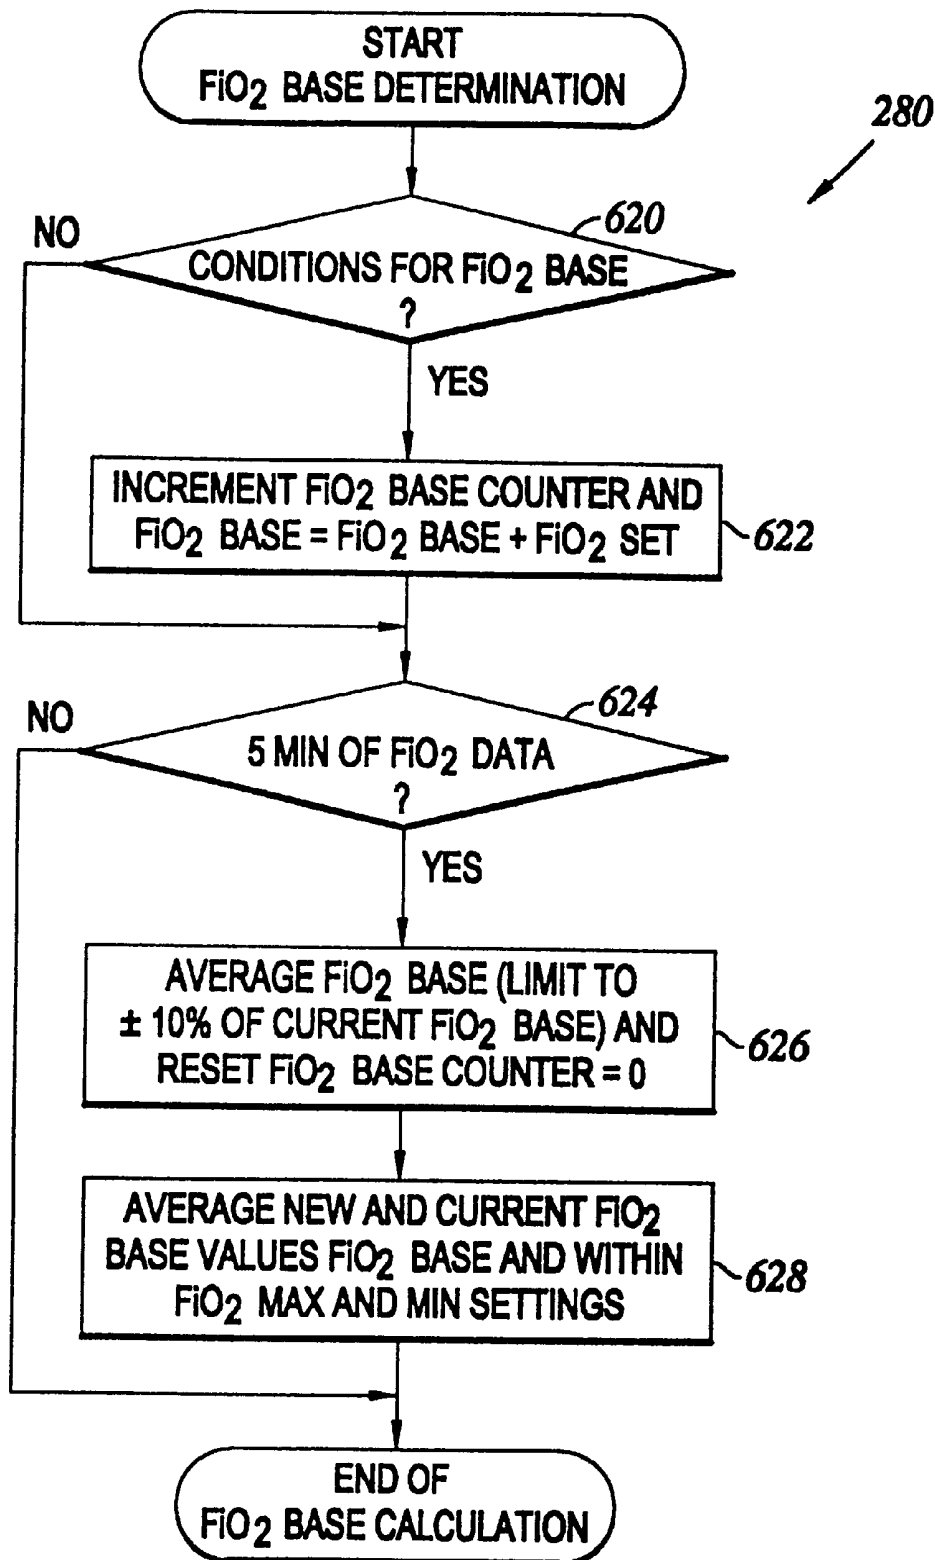 START
FiO2 BASE DETERMINATION
280
620
NO
CONDITIONS FOR FiO2 BASE
?
YES
INCREMENT FiO2 BASE COUNTER AND
FiO2 BASE = FiO2 BASE + FiO2 SET
622
624
NO
5 MIN OF FiO2 DATA
?
YES
AVERAGE FiO2 BASE (LIMIT TO
± 10% OF CURRENT FiO2 BASE) AND
RESET FiO2 BASE COUNTER = 0
626
AVERAGE NEW AND CURRENT FiO2
BASE VALUES FiO2 BASE AND WITHIN
FiO2 MAX AND MIN SETTINGS
628
END OF
FiO2 BASE CALCULATION